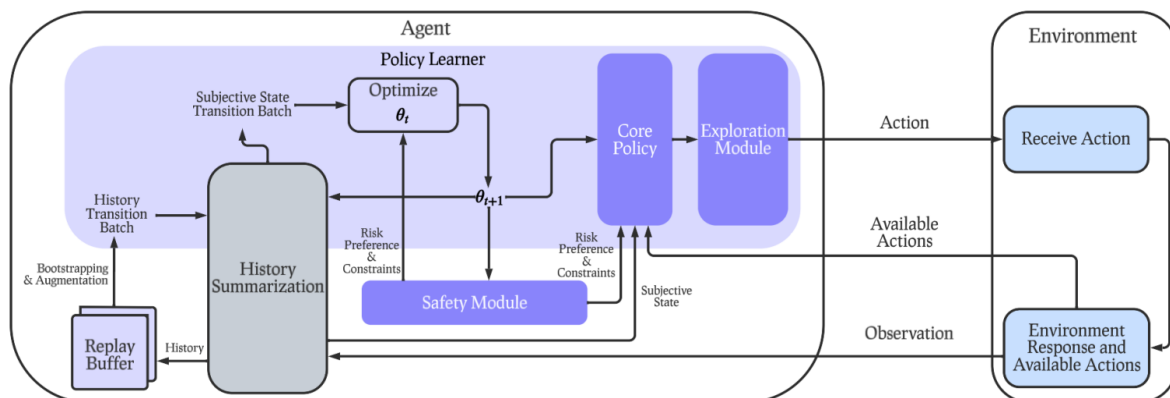 Agent
Environment
Policy Learner
Subjective State
Transition Batch
Optimize
θt
Core
Policy
Exploration
Module
Action
Receive Action
History
Transition
Batch
θt+1
Risk
Preference
&
Constraints
Risk
Preference
&
Constraints
Available
Actions
Bootstrapping
& Augmentation
History
Summarization
Safety Module
Subjective
State
Replay
Buffer
History
Observation
Environment
Response and
Available Actions